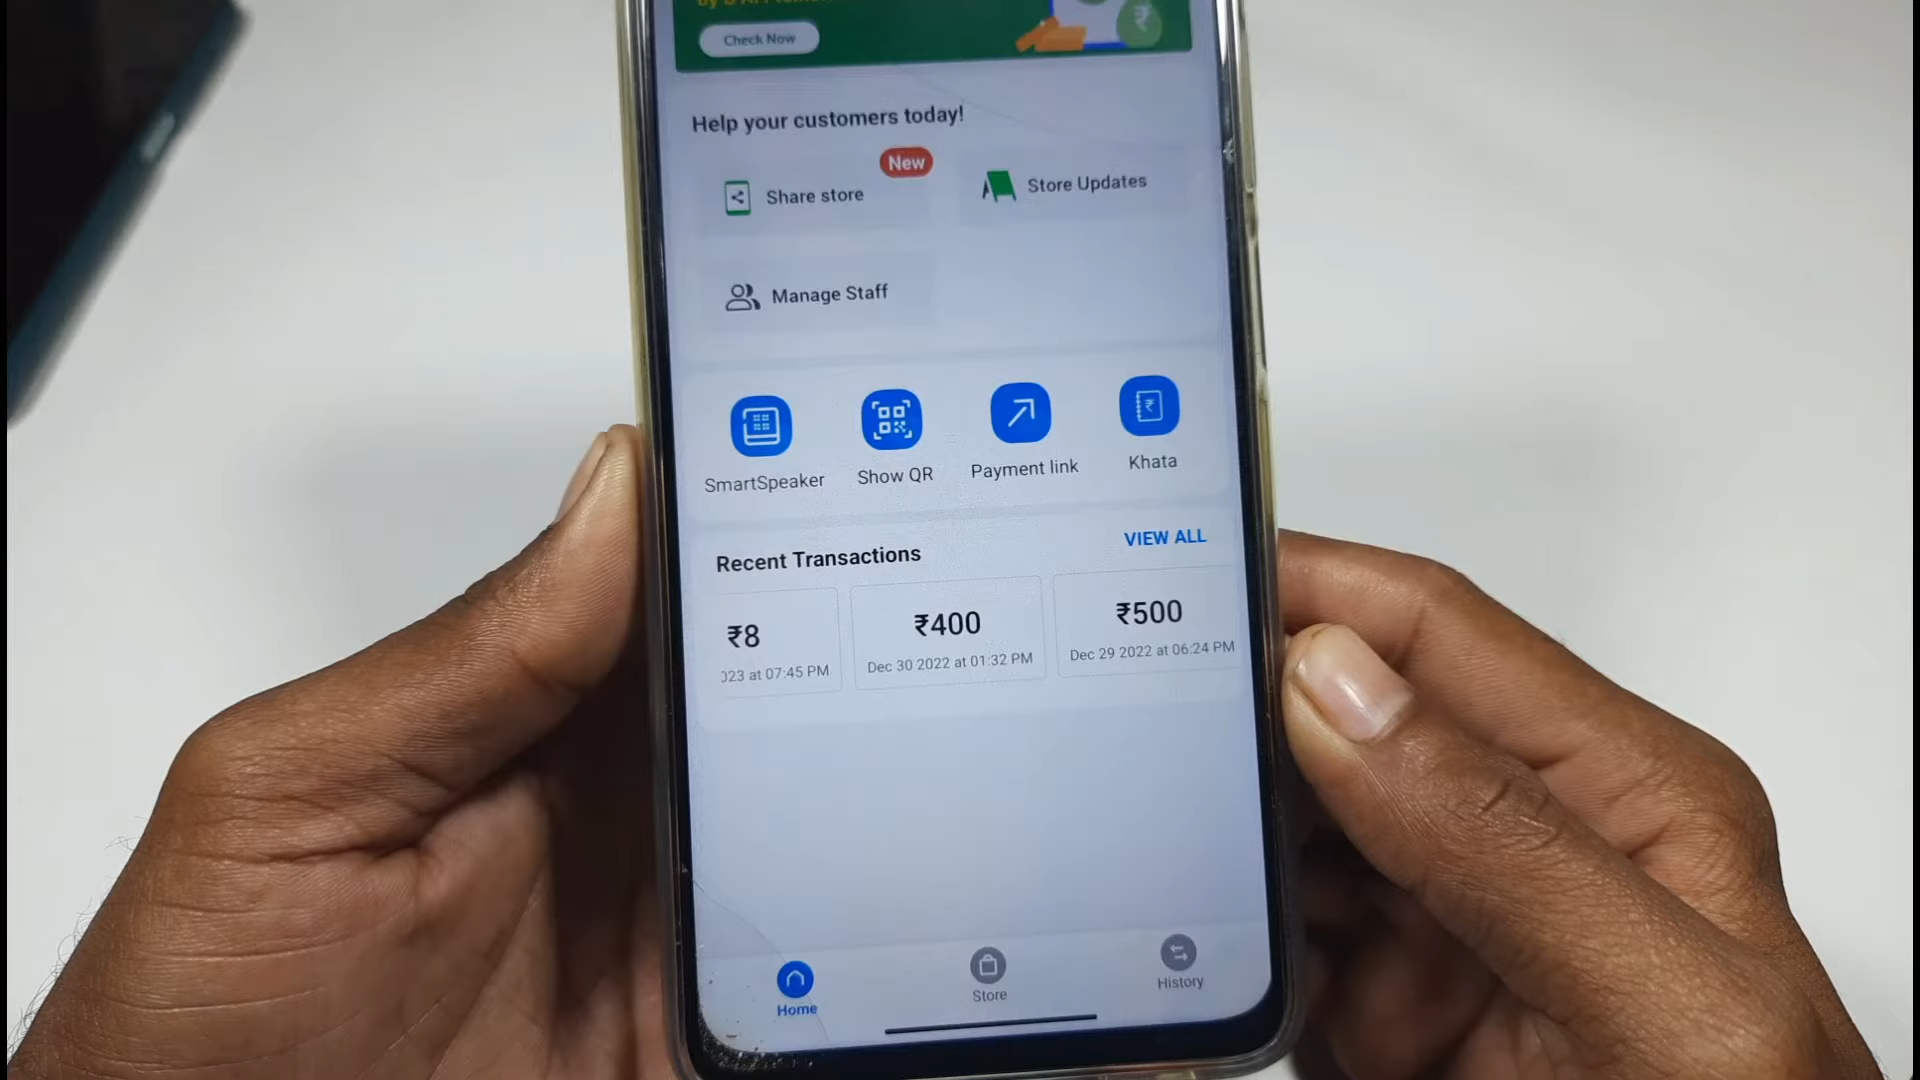 Check Now
Help your customers today!
New
Share store
Store Updates
Manage Staff
SmartSpeaker
Show QR
Payment link
Khata
Recent Transactions
VIEW ALL
₹8
₹400
₹500
023 at 07:45 PM
Dec 30 2022 at 01:32 PM
Dec 29 2022 at 06:24 PM
Home
Store
History